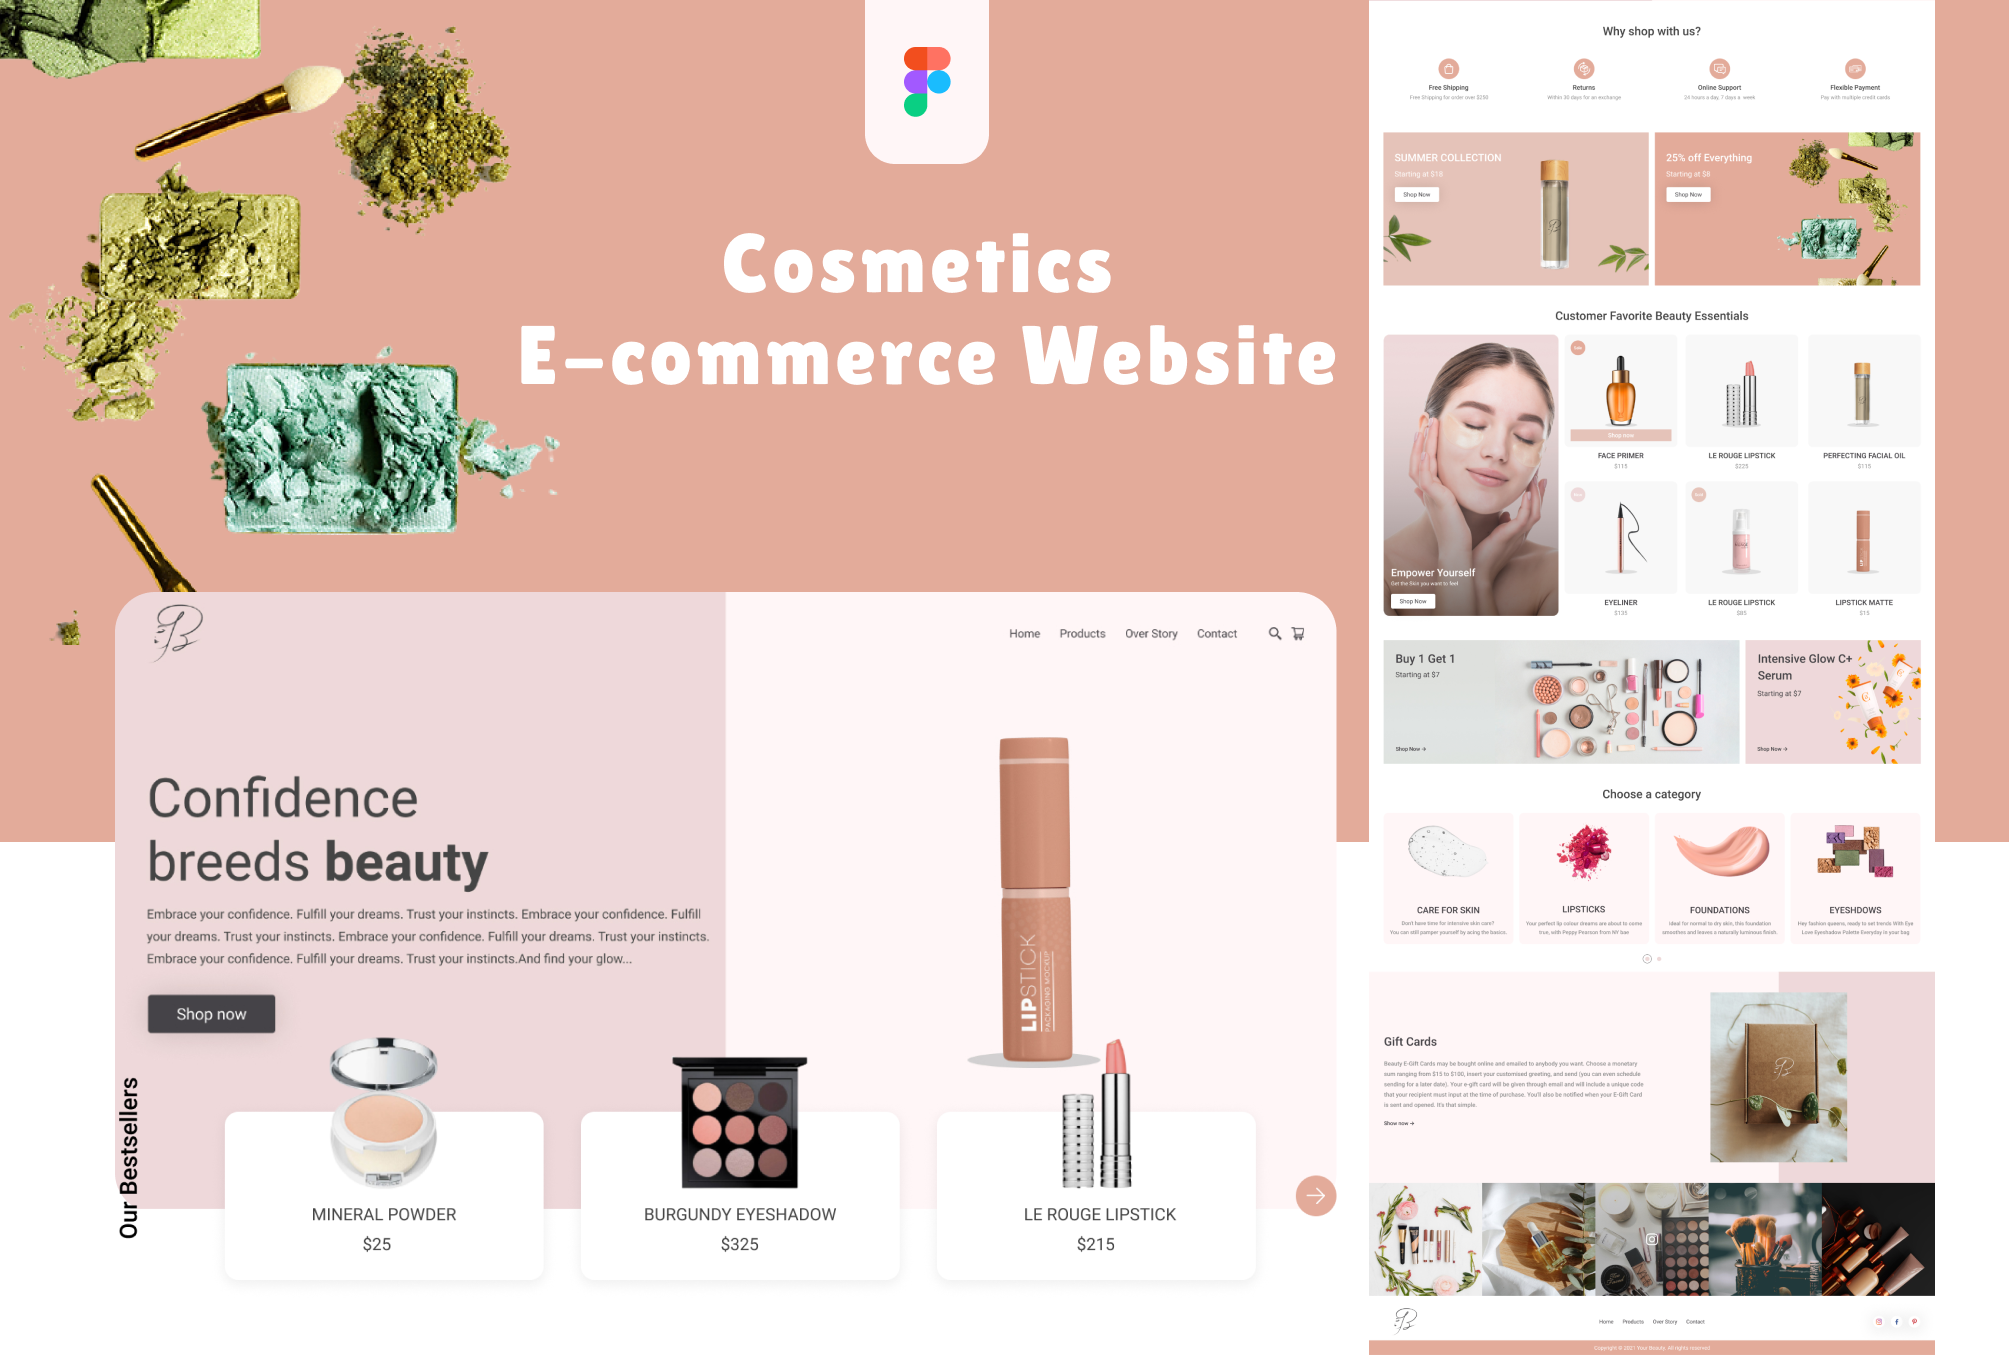 Cosmetics
E-commerce Website
Home Products Over Story Contact
Confidence
breeds beauty
Embrace your confidence. Fulfill your dreams. Trust your instincts. Embrace your confidence. Fulfill
your dreams. Trust your instincts. Embrace your confidence. Fulfill your dreams. Trust your instincts.
Embrace your confidence. Fulfill your dreams. Trust your instincts.And find your glow...
Shop now
LIPSTICK
PACKAGING MOCKUP
Our Bestsellers
MINERAL POWDER
$25
BURGUNDY EYESHADOW
$325
LE ROUGE LIPSTICK
$215
Why shop with us?
Free Shipping
Free Shipping for order over $250
Returns
Within 30 days for an exchange
Online Support
24 hours a day, 7 days a week
Flexible Payment
Pay with multiple credit cards
SUMMER COLLECTION
Starting at $18
Shop Now
25% off Everything
Starting at $8
Shop Now
Customer Favorite Beauty Essentials
Empower Yourself
Get the Skin you want to feel
Shop Now
Shop now
FACE PRIMER
$115
LE ROUGE LIPSTICK
$225
PERFECTING FACIAL OIL
$115
EYELINER
$135
LE ROUGE LIPSTICK
$85
LIPSTICK MATTE
$15
Buy 1 Get 1
Starting at $7
Shop Now →
Intensive Glow C+
Serum
Starting at $7
Shop Now →
Choose a category
CARE FOR SKIN
Don't have time for intensive skin care?
You can still pamper yourself by acing the basics.
LIPSTICKS
Your perfect lip colour dreams are about to come
true, with Peppy Pearson from NY bae
FOUNDATIONS
Ideal for normal to dry skin, this foundation
smoothes and leaves a naturally luminous finish.
EYESHDOWS
Hey fashion queens, ready to set trends With Eye
Love Eyeshadow Palette Everyday in your bag
Gift Cards
Beauty E-Gift Cards may be bought online and emailed to anybody you want. Choose a monetary
sum ranging from $15 to $100, insert your customised greeting, and send (you can even schedule
sending for a later date). Your e-gift card will be given through email and will include a unique code
that your recipient must input at the time of purchase. You'll also be notified when your E-Gift Card
is sent and opened. It's that simple.
Show now →
Home Products Over Story Contact
Copyright © 2021 Your Beauty. All rights reserved